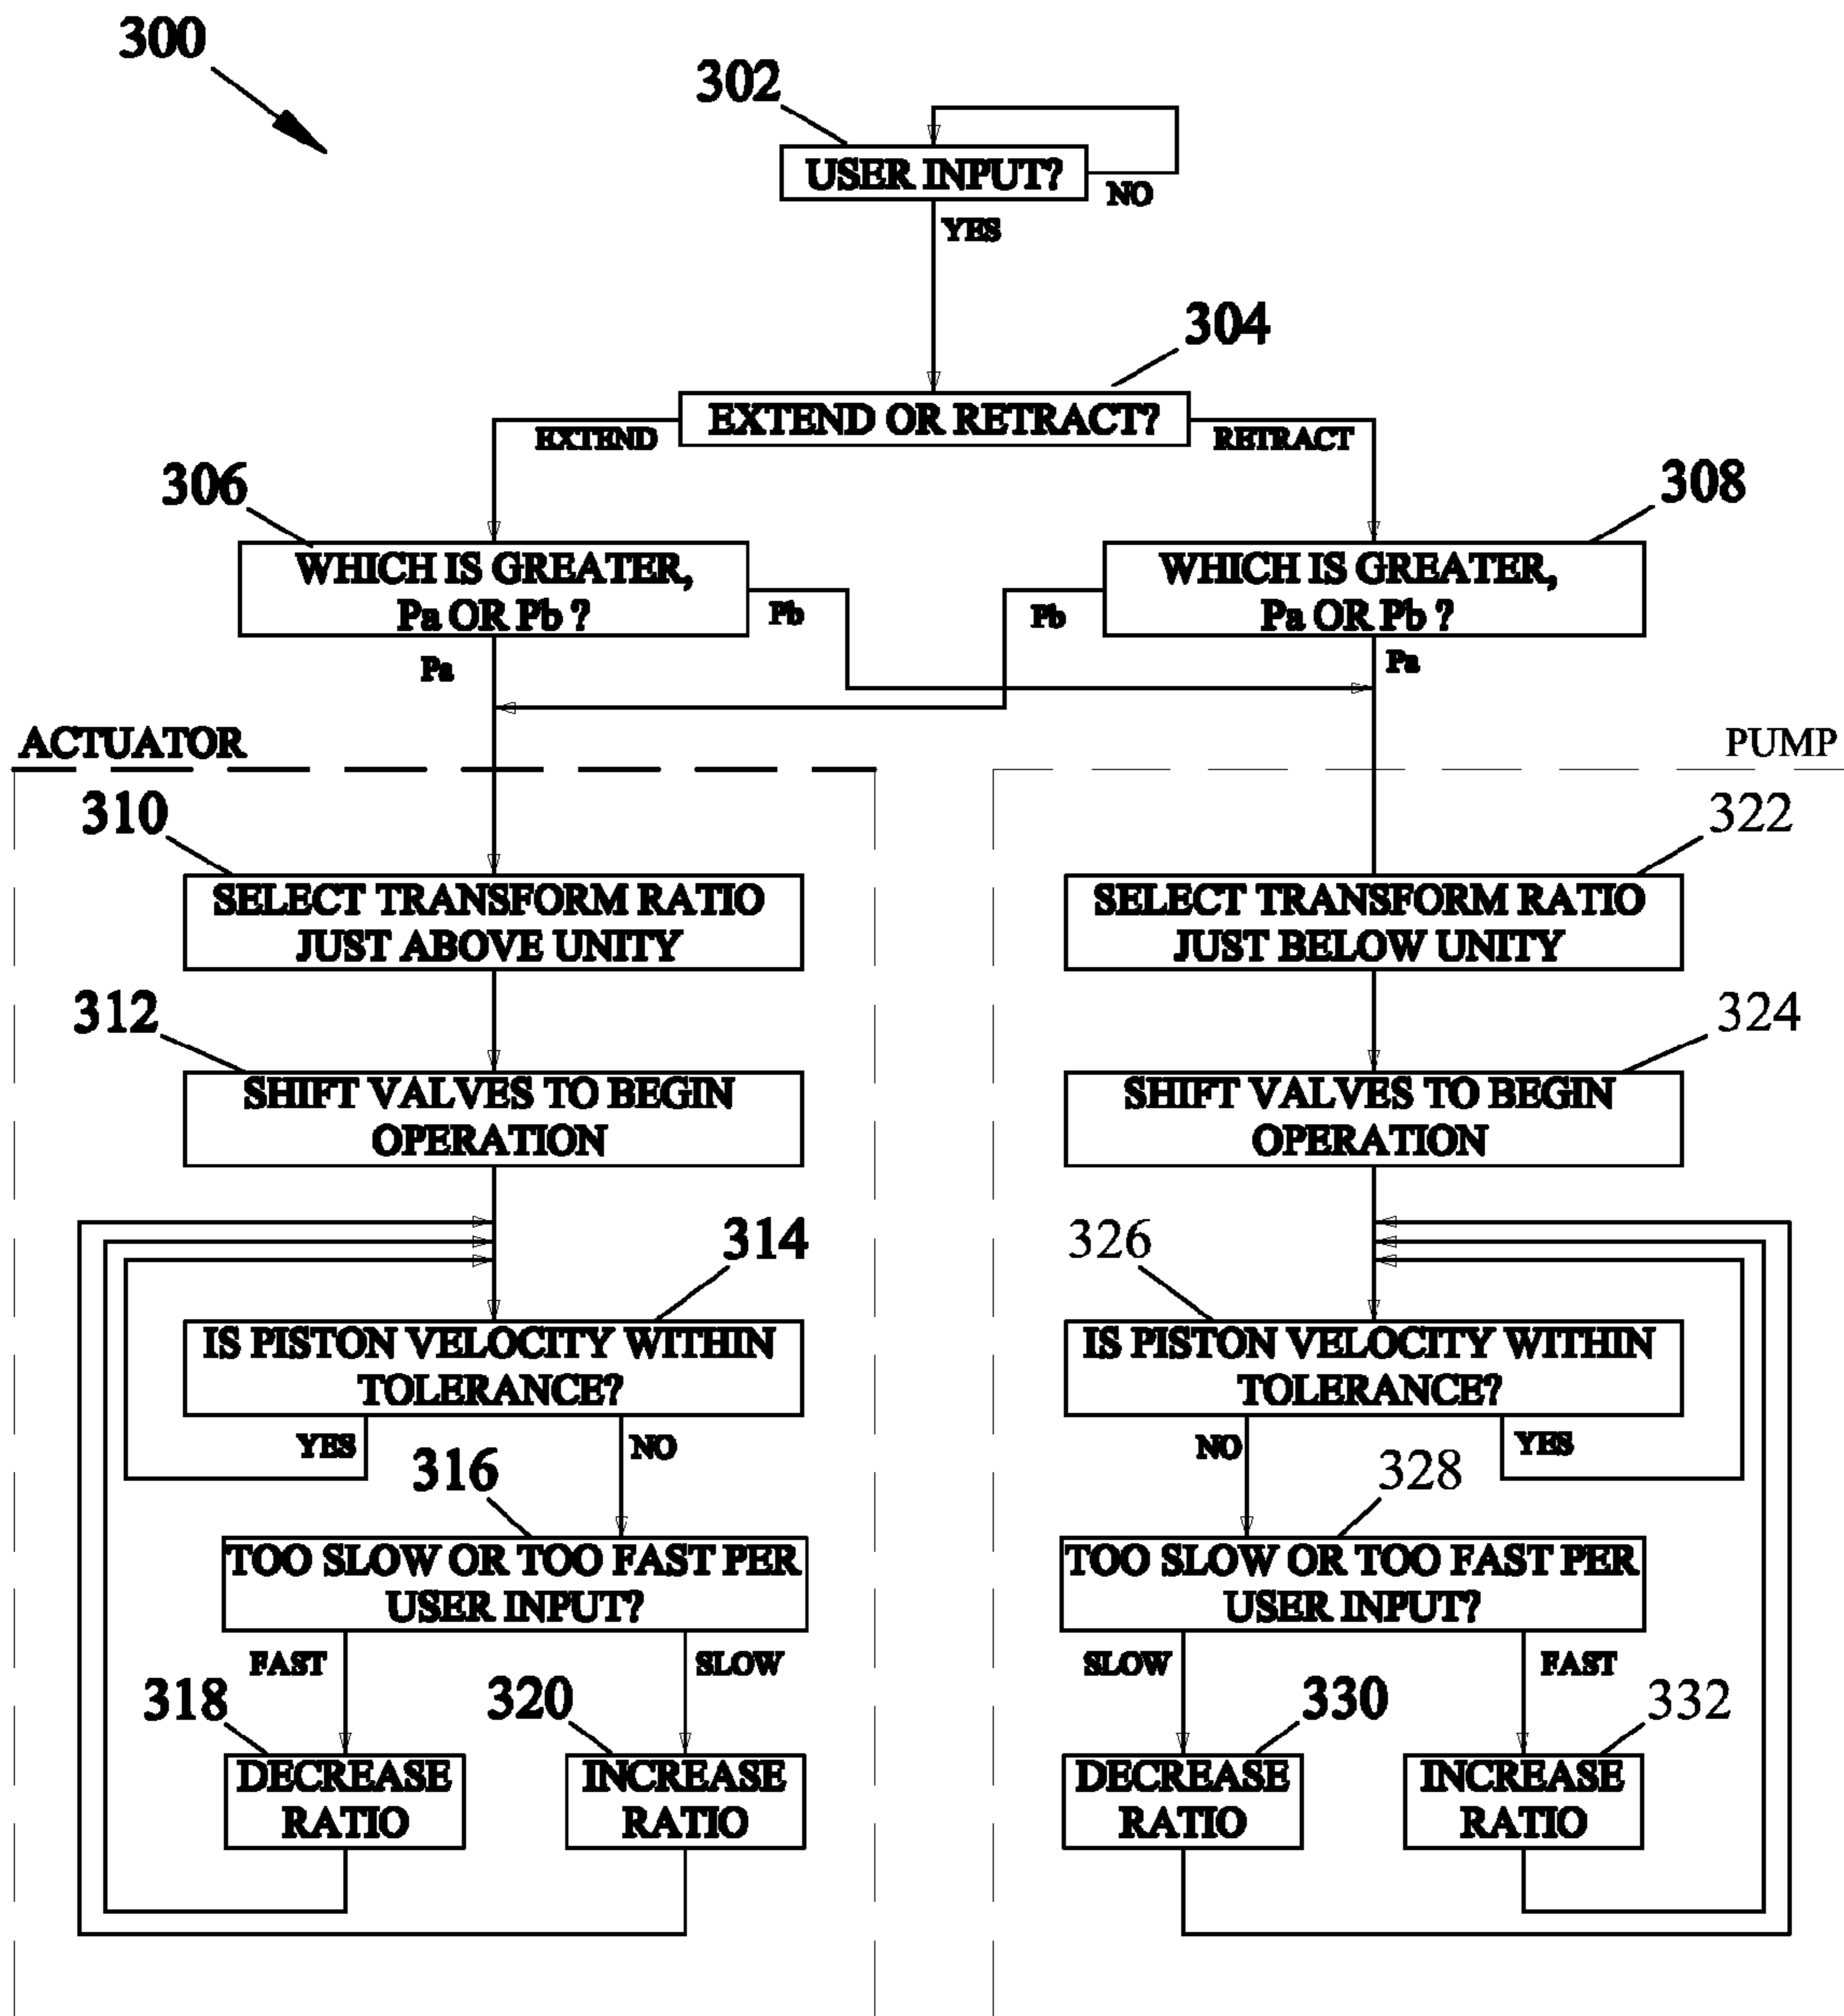 300
302
USER INPUT?
NO
YES
304
EXTEND OR RETRACT?
EXTEND
RETRACT
306
308
WHICH IS GREATER,
Pa OR Pb ?
WHICH IS GREATER,
Pa OR Pb ?
Pb
Pb
Pa
Pa
ACTUATOR
PUMP
310
322
SELECT TRANSFORM RATIO
JUST ABOVE UNITY
SELECT TRANSFORM RATIO
JUST BELOW UNITY
312
324
SHIFT VALVES TO BEGIN
OPERATION
SHIFT VALVES TO BEGIN
OPERATION
314
326
IS PISTON VELOCITY WITHIN
TOLERANCE?
IS PISTON VELOCITY WITHIN
TOLERANCE?
YES
NO
NO
YES
316
328
TOO SLOW OR TOO FAST PER
USER INPUT?
TOO SLOW OR TOO FAST PER
USER INPUT?
FAST
SLOW
SLOW
FAST
318
320
330
332
DECREASE
RATIO
INCREASE
RATIO
DECREASE
RATIO
INCREASE
RATIO